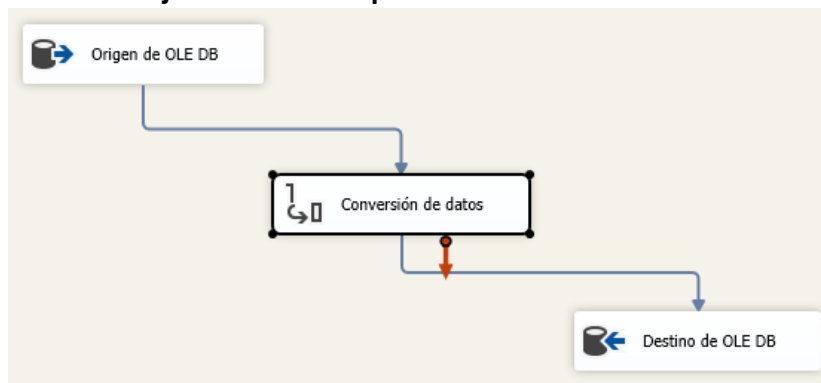 Origen de OLE DB
Conversión de datos
Destino de OLE DB